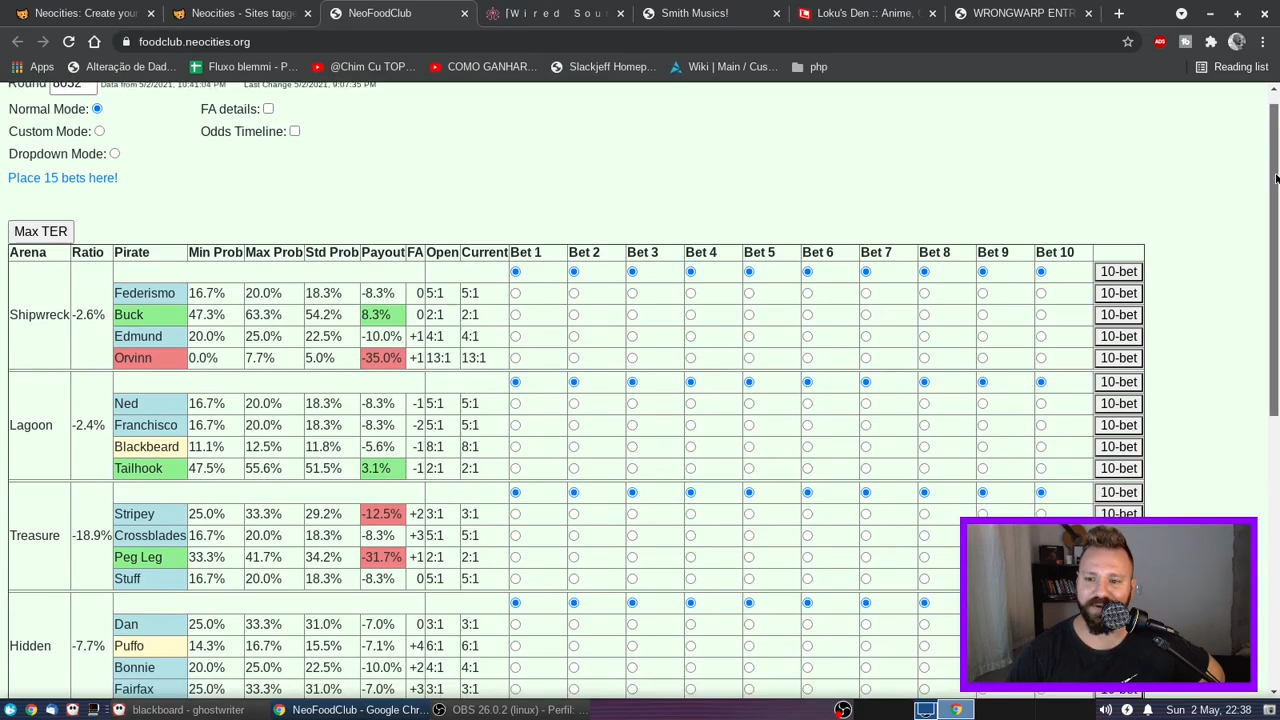 Neocities: Create your
Neocities - Sites tagge
NeoFoodClub
⌈W i r e d   S o u
Smith Musics!
Loku's Den :: Anime,
WRONGWARP ENTR
foodclub.neocities.org
Apps
Alteração de Dad...
Fluxo blemmi - P...
@Chim Cu TOP...
COMO GANHAR...
Slackjeff Homep...
Wiki | Main / Cus...
php
Reading list
Round 8032 Data from 5/2/2021, 10:41:04 PM Last Change 5/2/2021, 9:07:35 PM
Normal Mode: FA details:
Custom Mode: Odds Timeline:
Dropdown Mode:
Place 15 bets here!
Max TER
Arena Ratio Pirate Min Prob Max Prob Std Prob Payout FA Open Current Bet 1 Bet 2 Bet 3 Bet 4 Bet 5 Bet 6 Bet 7 Bet 8 Bet 9 Bet 10
10-bet
Federismo 16.7% 20.0% 18.3% -8.3% 0 5:1 5:1 10-bet
Shipwreck -2.6% Buck 47.3% 63.3% 54.2% 8.3% 0 2:1 2:1 10-bet
Edmund 20.0% 25.0% 22.5% -10.0% +1 4:1 4:1 10-bet
Orvinn 0.0% 7.7% 5.0% -35.0% +1 13:1 13:1 10-bet
10-bet
Ned 16.7% 20.0% 18.3% -8.3% -1 5:1 5:1 10-bet
Lagoon -2.4% Franchisco 16.7% 20.0% 18.3% -8.3% -2 5:1 5:1 10-bet
Blackbeard 11.1% 12.5% 11.8% -5.6% -1 8:1 8:1 10-bet
Tailhook 47.5% 55.6% 51.5% 3.1% -1 2:1 2:1 10-bet
10-bet
Stripey 25.0% 33.3% 29.2% -12.5% +2 3:1 3:1 10-bet
Treasure -18.9% Crossblades 16.7% 20.0% 18.3% -8.3% +3 5:1 5:1
Peg Leg 33.3% 41.7% 34.2% -31.7% +1 2:1 2:1
Stuff 16.7% 20.0% 18.3% -8.3% 0 5:1 5:1
Dan 25.0% 33.3% 31.0% -7.0% 0 3:1 3:1
Hidden -7.7% Puffo 14.3% 16.7% 15.5% -7.1% +4 6:1 6:1
Bonnie 20.0% 25.0% 22.5% -10.0% +2 4:1 4:1
Fairfax 25.0% 33.3% 31.0% -7.0% +3 3:1 3:1
blackboard - ghostwriter
NeoFoodClub - Google Chr...
OBS 26.0.2 (linux) - Perfil:
Sun 2 May, 22:38